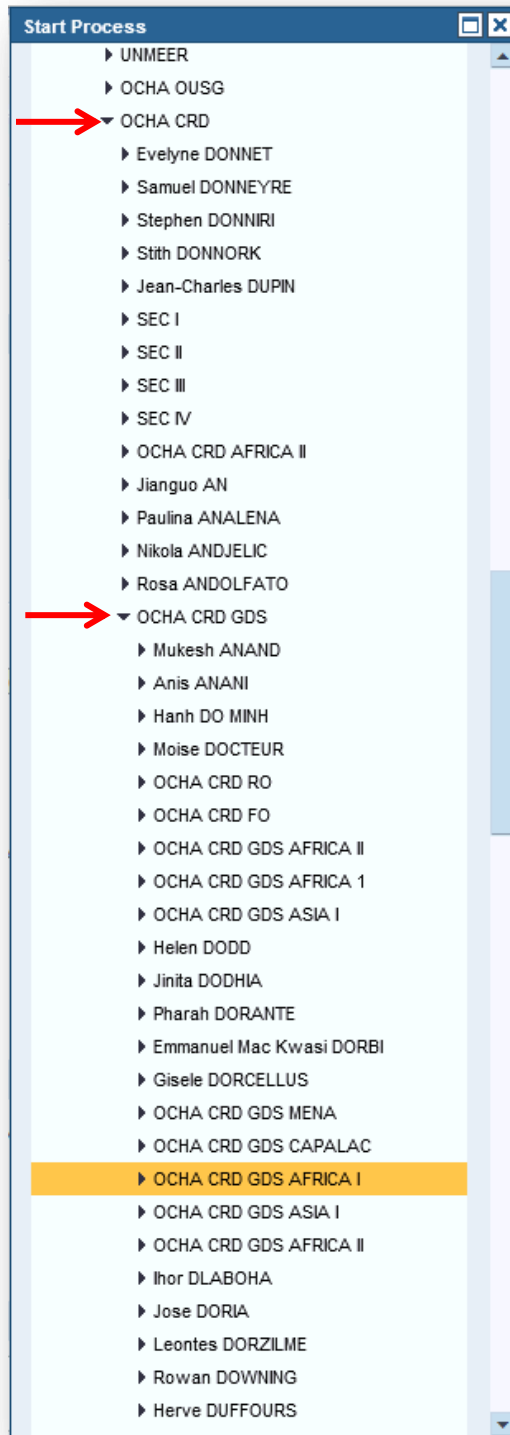 Start Process
UNMEER
OCHA OUSG
OCHA CRD
Evelyne DONNET
Samuel DONNEYRE
Stephen DONNIRI
Stith DONNORK
Jean-Charles DUPIN
SEC I
SEC II
SEC III
SEC IV
OCHA CRD AFRICA II
Jianguo AN
Paulina ANALENA
Nikola ANDJELIC
Rosa ANDOLFATO
OCHA CRD GDS
Mukesh ANAND
Anis ANANI
Hanh DO MINH
Moise DOCTEUR
OCHA CRD RO
OCHA CRD FO
OCHA CRD GDS AFRICA II
OCHA CRD GDS AFRICA 1
OCHA CRD GDS ASIA I
Helen DODD
Jinita DODHIA
Pharah DORANTE
Emmanuel Mac Kwasi DORBI
Gisele DORCELLUS
OCHA CRD GDS MENA
OCHA CRD GDS CAPALAC
OCHA CRD GDS AFRICA I
OCHA CRD GDS ASIA I
OCHA CRD GDS AFRICA II
Ihor DLABOHA
Jose DORIA
Leontes DORZILME
Rowan DOWNING
Herve DUFFOURS